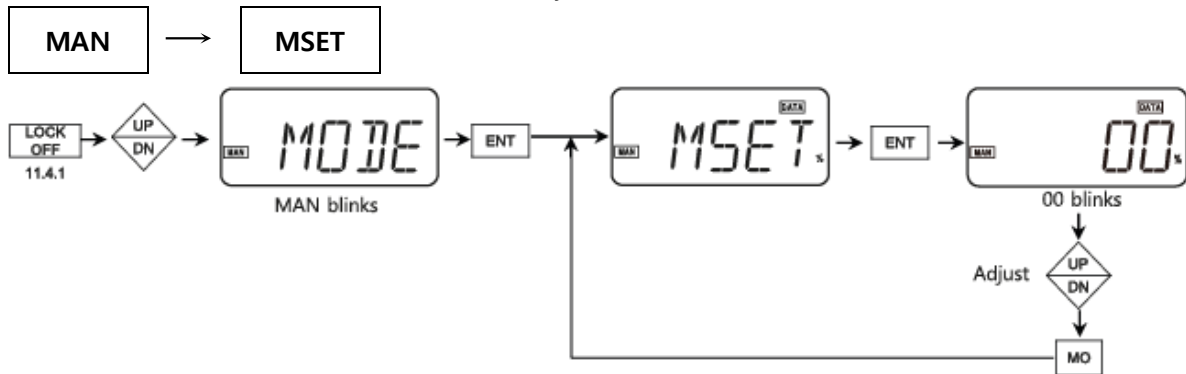 MAN → MSET
LOCK OFF
11.4.1
UP
DN
MAN
MODE
MAN blinks
ENT
DATA
MAN
MSET %
ENT
DATA
MAN
00 %
00 blinks
Adjust
UP
DN
MO